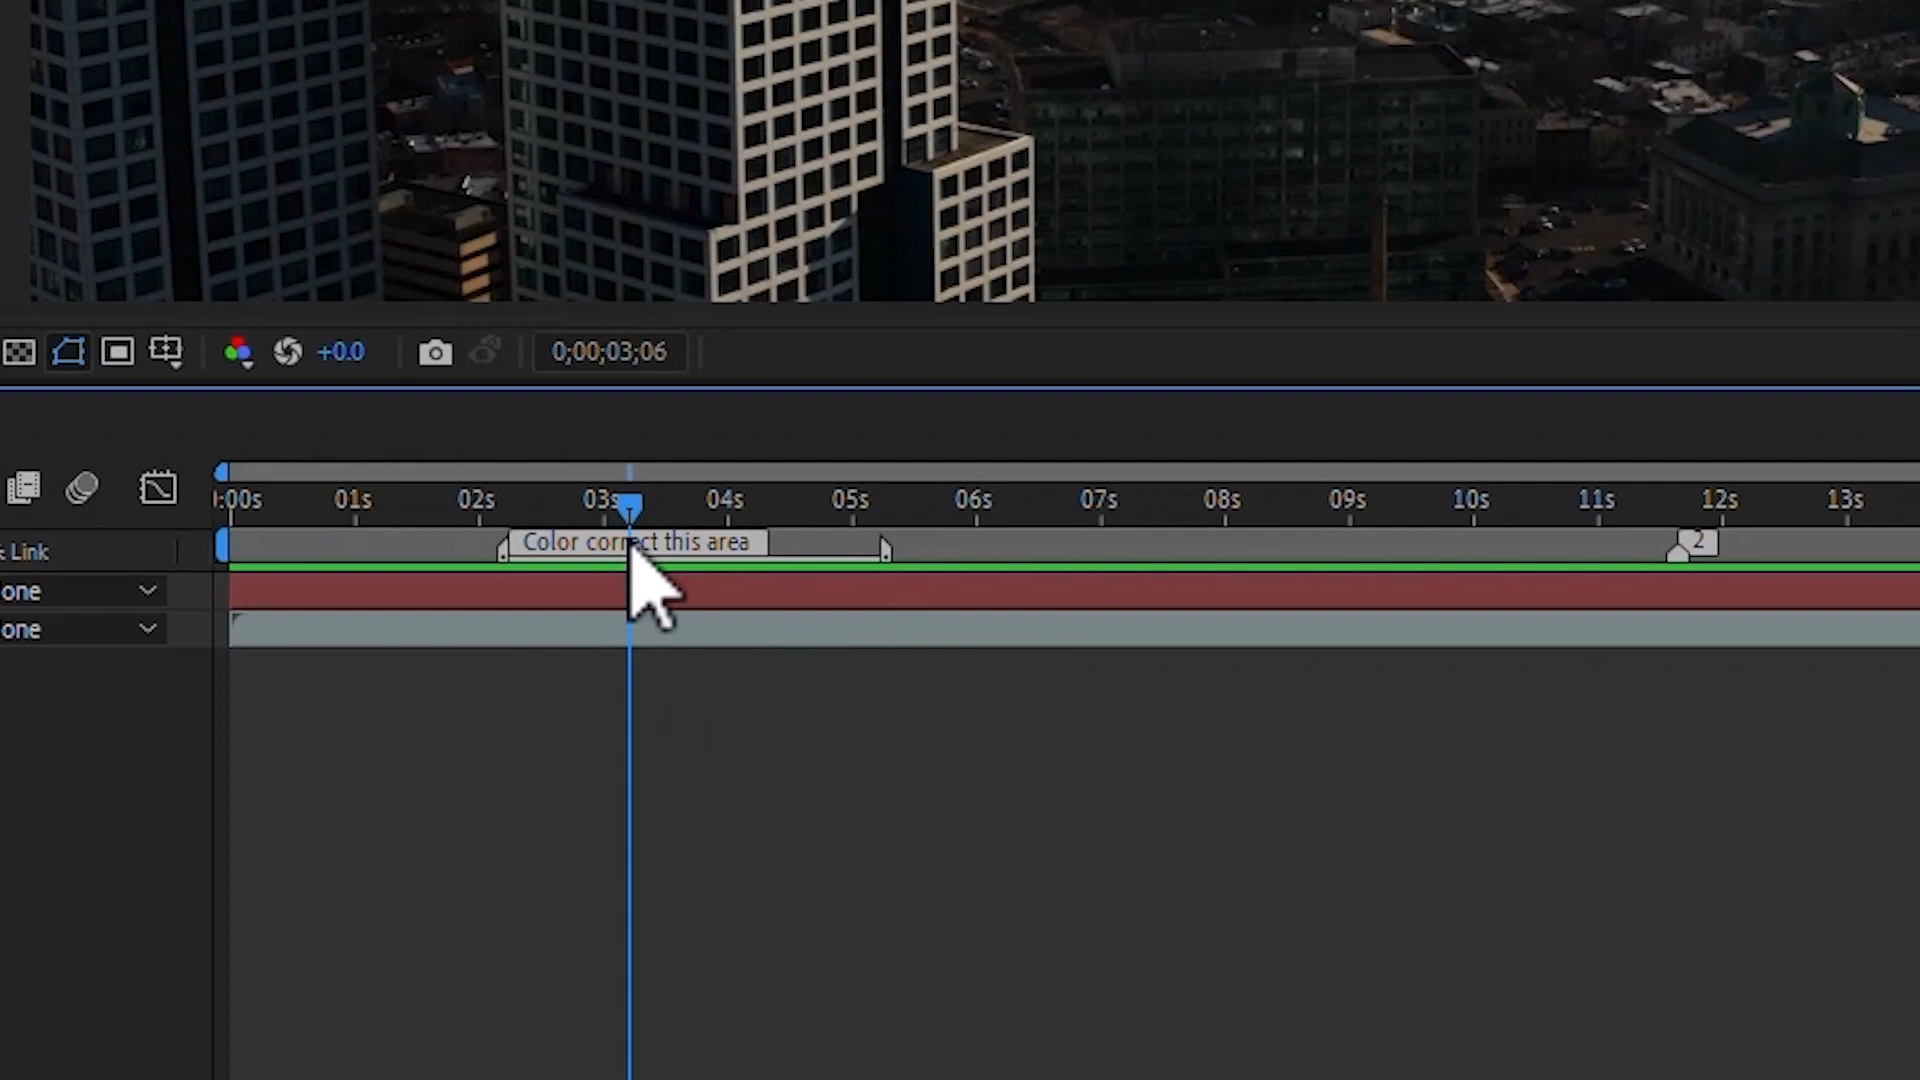 +0.0 0;00;03;06
:00s 01s 02s 03s 04s 05s 06s 07s 08s 09s 10s 11s 12s 13s
Color correct this area 2
& Link
one
one